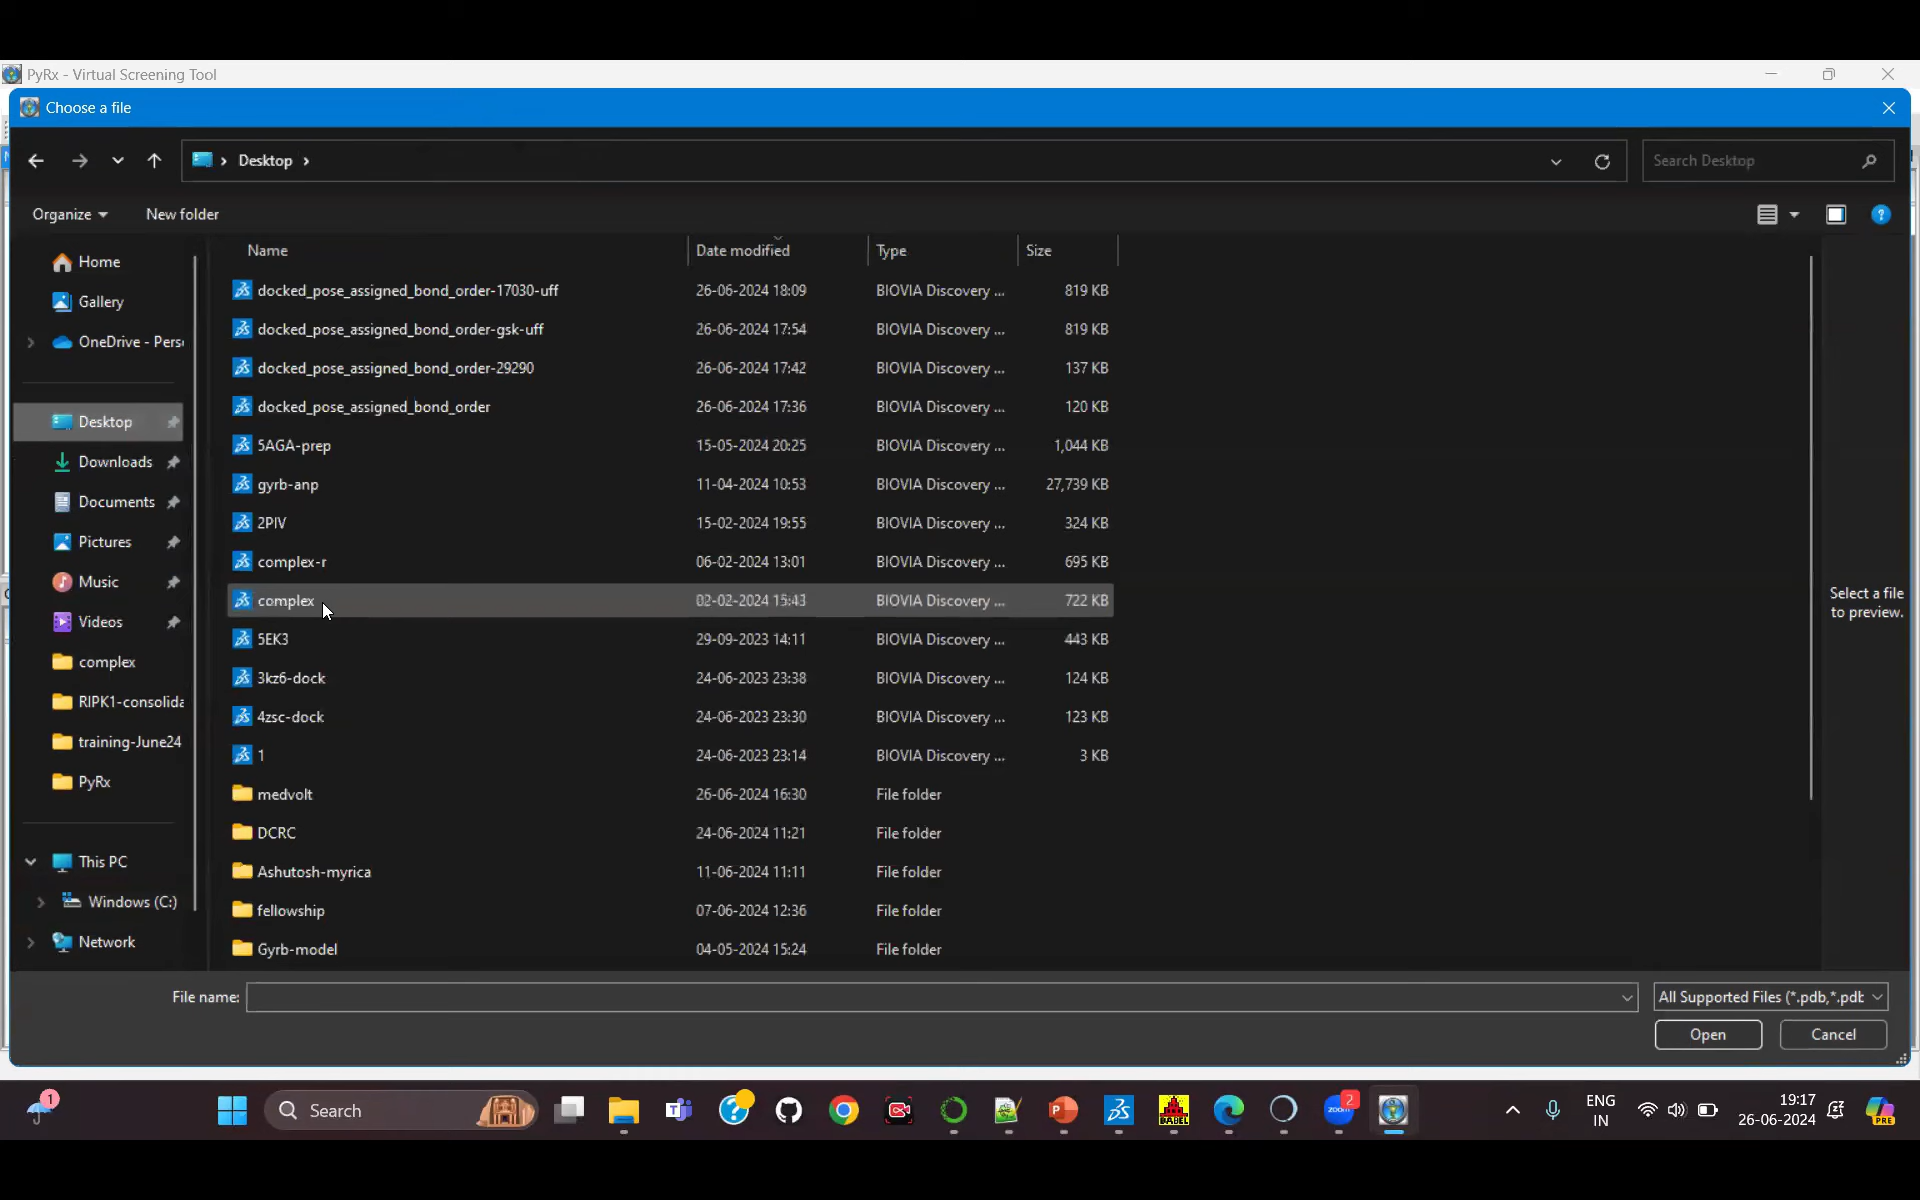 PyRx - Virtual Screening Tool
Choose a file
Desktop
Search Desktop
Organize
New folder
Home
Gallery
OneDrive - Pers
Desktop
Downloads
Documents
Pictures
Music
Videos
complex
RIPK1-consolida
training-June24
PyRx
This PC
Windows (C:)
Network
Name Date modified Type Size
docked_pose_assigned_bond_order-17030-uff 26-06-2024 18:09 BIOVIA Discovery ... 819 KB
docked_pose_assigned_bond_order-gsk-uff 26-06-2024 17:54 BIOVIA Discovery ... 819 KB
docked_pose_assigned_bond_order-29290 26-06-2024 17:42 BIOVIA Discovery ... 137 KB
docked_pose_assigned_bond_order 26-06-2024 17:36 BIOVIA Discovery ... 120 KB
5AGA-prep 15-05-2024 20:25 BIOVIA Discovery ... 1,044 KB
gyrb-anp 11-04-2024 10:53 BIOVIA Discovery ... 27,739 KB
2PIV 15-02-2024 19:55 BIOVIA Discovery ... 324 KB
complex-r 06-02-2024 13:01 BIOVIA Discovery ... 695 KB
complex 02-02-2024 15:43 BIOVIA Discovery ... 722 KB
5EK3 29-09-2023 14:11 BIOVIA Discovery ... 443 KB
3kz6-dock 24-06-2023 23:38 BIOVIA Discovery ... 124 KB
4zsc-dock 24-06-2023 23:30 BIOVIA Discovery ... 123 KB
1 24-06-2023 23:14 BIOVIA Discovery ... 3 KB
medvolt 26-06-2024 16:30 File folder
DCRC 24-06-2024 11:21 File folder
Ashutosh-myrica 11-06-2024 11:11 File folder
fellowship 07-06-2024 12:36 File folder
Gyrb-model 04-05-2024 15:24 File folder
Select a file
to preview.
File name:
All Supported Files (*.pdb,*.pdb
Open
Cancel
1
Search
BABEL
zoom
2
ENG
IN
19:17
26-06-2024
PRE